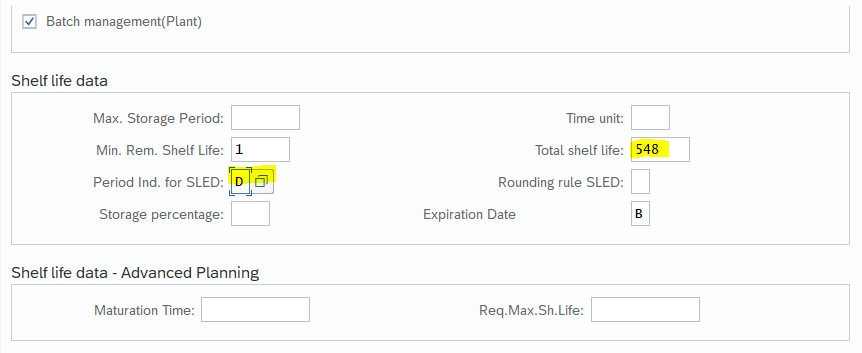 Batch management(Plant)
Shelf life data
Max. Storage Period: Time unit:
Min. Rem. Shelf Life: 1 Total shelf life: 548
Period Ind. for SLED: D Rounding rule SLED:
Storage percentage: Expiration Date B
Shelf life data - Advanced Planning
Maturation Time: Req.Max.Sh.Life: